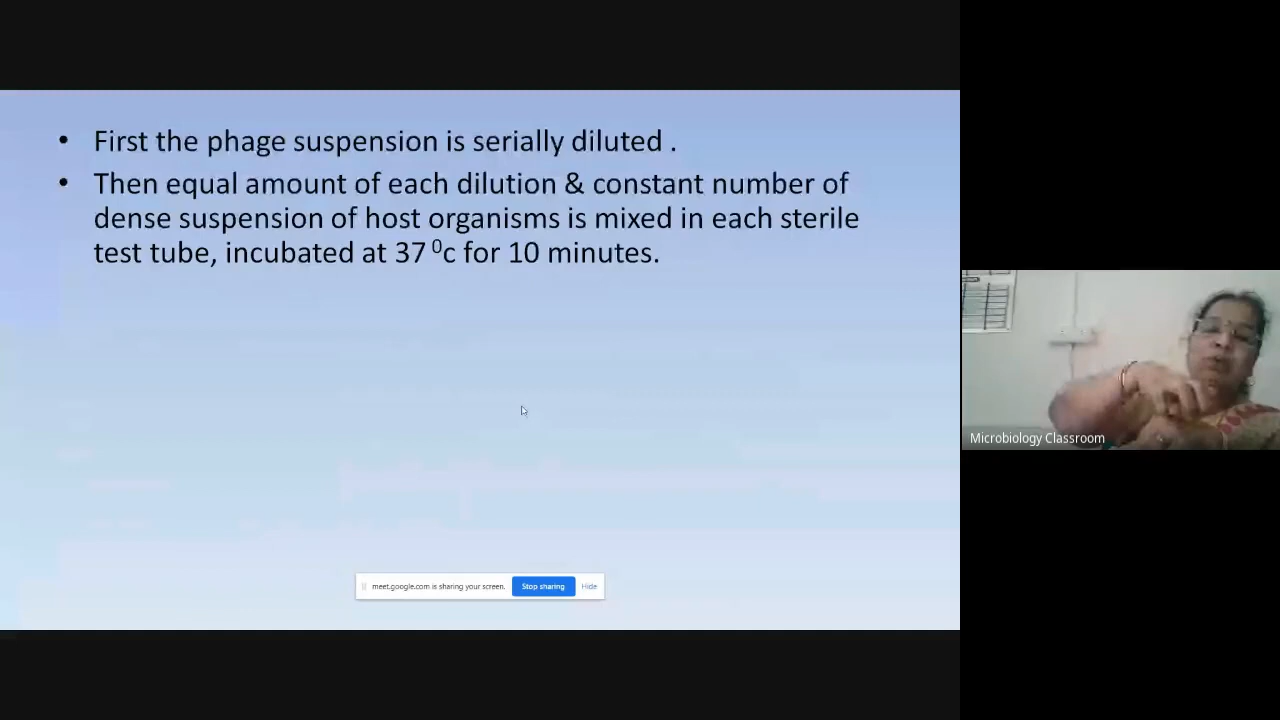 • First the phage suspension is serially diluted .
• Then equal amount of each dilution & constant number of
dense suspension of host organisms is mixed in each sterile
test tube, incubated at 37 ⁰c for 10 minutes.
Microbiology Classroom
meet.google.com is sharing your screen. Stop sharing Hide